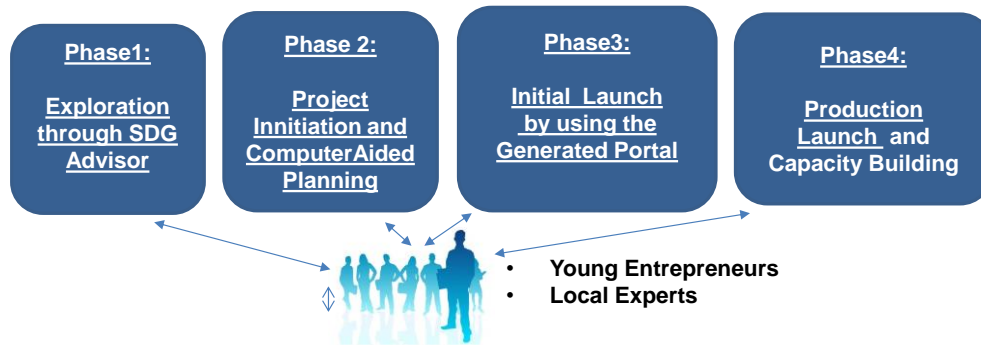 Phase1:
Exploration
through SDG
Advisor
Phase 2:
Project
Innitiation and
ComputerAided
Planning
Phase3:
Initial Launch
by using the
Generated Portal
Phase4:
Production
Launch and
Capacity Building
• Young Entrepreneurs
• Local Experts